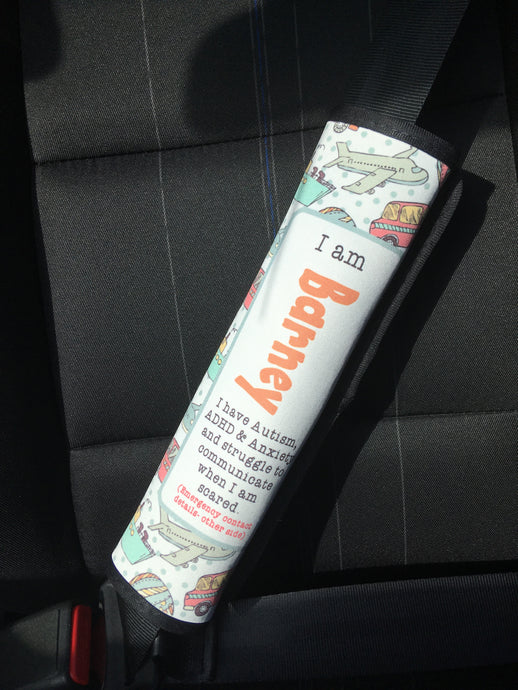 I am
Barney
I have Autism,
ADHD & Anxiety
and struggle to
communicate
when I am
scared.
(Emergency contact
details- other side)